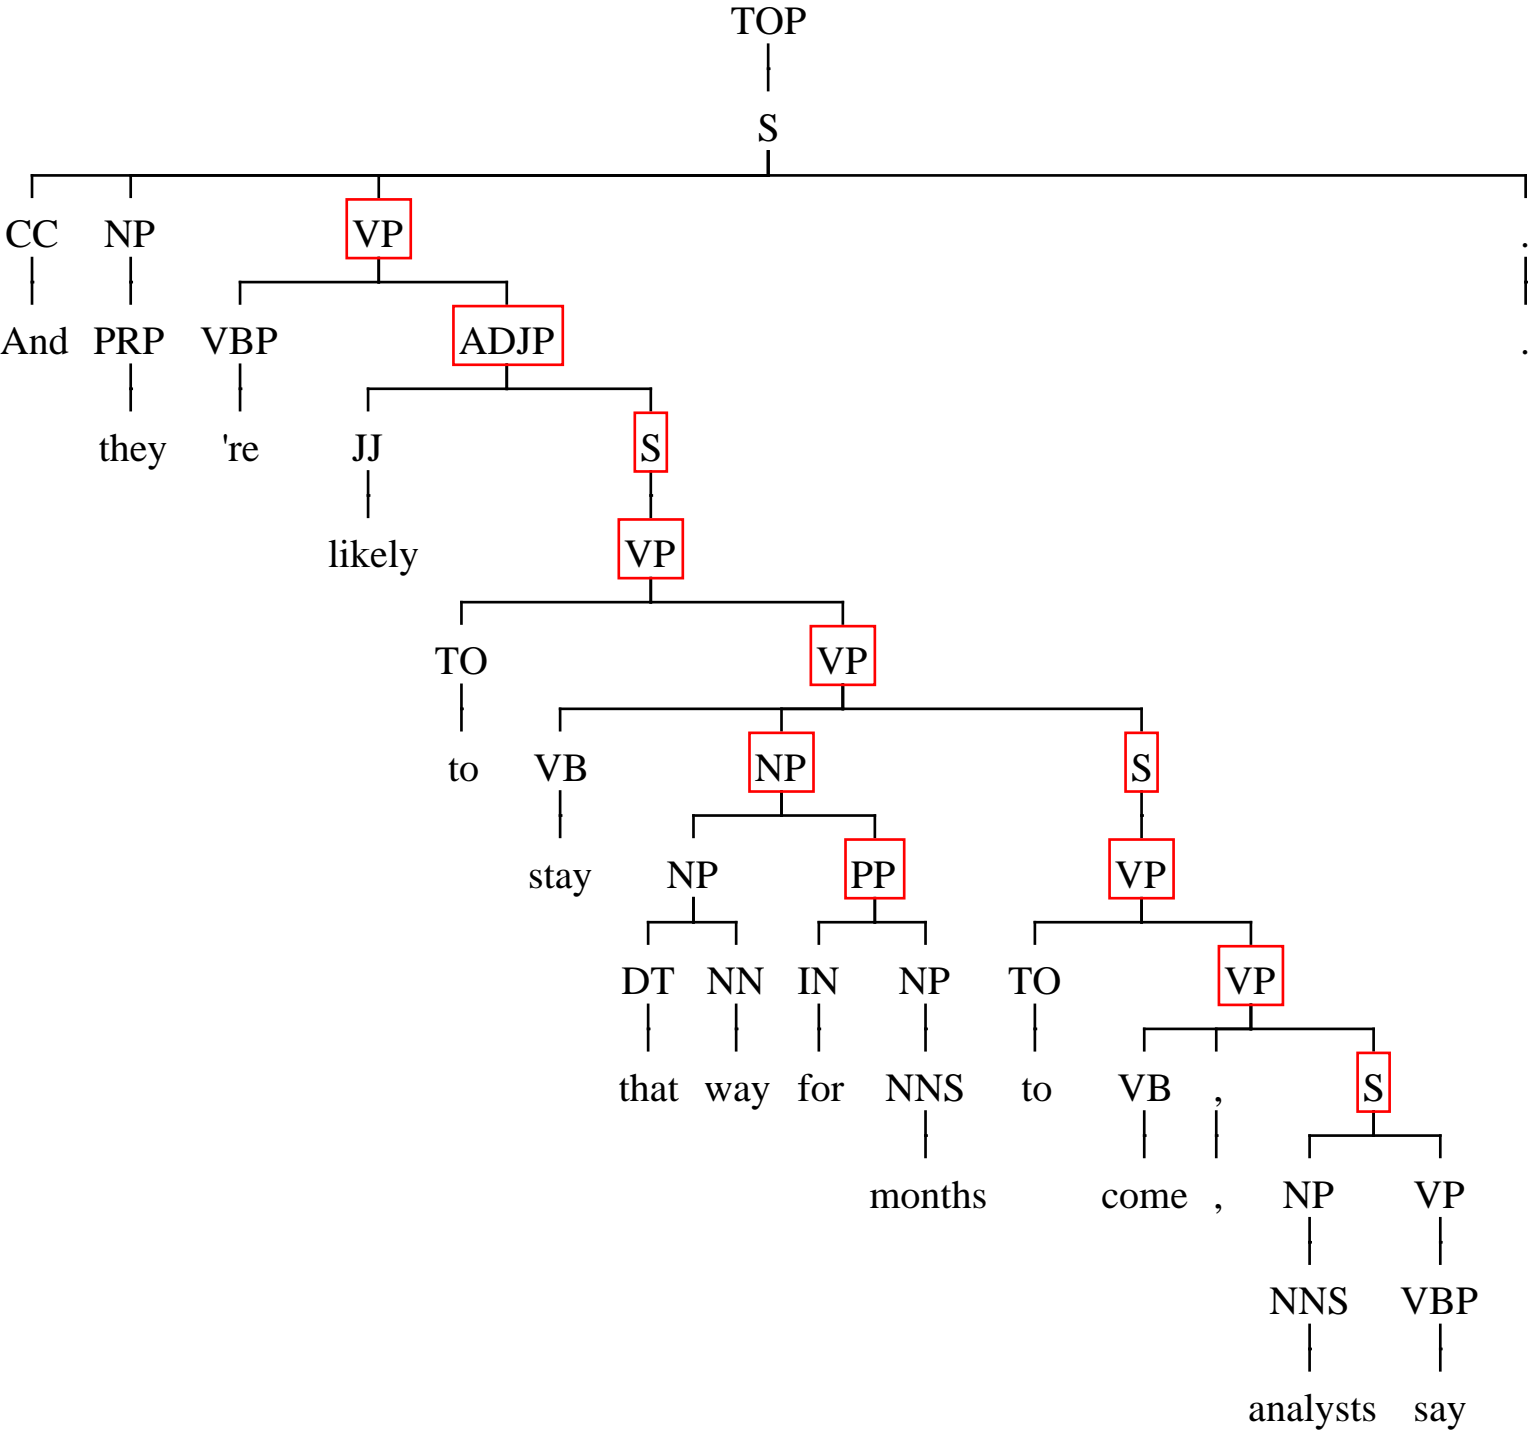 TOP
S
CC NP VP .
And PRP VBP ADJP .
they 're JJ S
likely VP
TO VP
to VB NP S
stay NP PP VP
DT NN IN NP TO VP
that way for NNS to VB , S
months come , NP VP
NNS VBP
analysts say